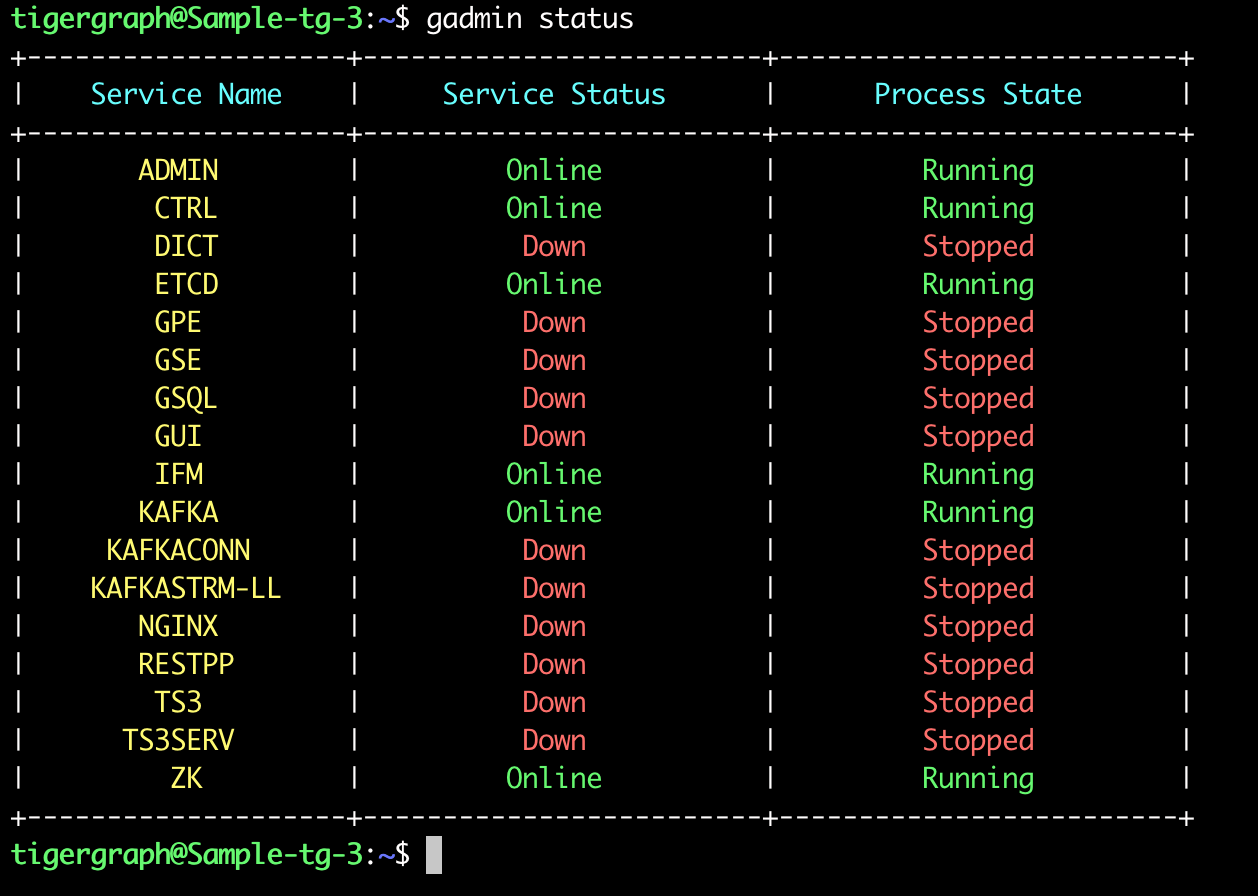 tigergraph@Sample-tg-3:~$ gadmin status
+--------------------+-------------------------+-------------------------+
|    Service Name    |     Service Status      |      Process State      |
+--------------------+-------------------------+-------------------------+
|       ADMIN        |         Online          |         Running         |
|        CTRL        |         Online          |         Running         |
|        DICT        |          Down           |         Stopped         |
|        ETCD        |         Online          |         Running         |
|        GPE         |          Down           |         Stopped         |
|        GSE         |          Down           |         Stopped         |
|        GSQL        |          Down           |         Stopped         |
|        GUI         |          Down           |         Stopped         |
|        IFM         |         Online          |         Running         |
|       KAFKA        |         Online          |         Running         |
|     KAFKACONN      |          Down           |         Stopped         |
|    KAFKASTRM-LL    |          Down           |         Stopped         |
|       NGINX        |          Down           |         Stopped         |
|       RESTPP       |          Down           |         Stopped         |
|        TS3         |          Down           |         Stopped         |
|      TS3SERV       |          Down           |         Stopped         |
|         ZK         |         Online          |         Running         |
+--------------------+-------------------------+-------------------------+
tigergraph@Sample-tg-3:~$